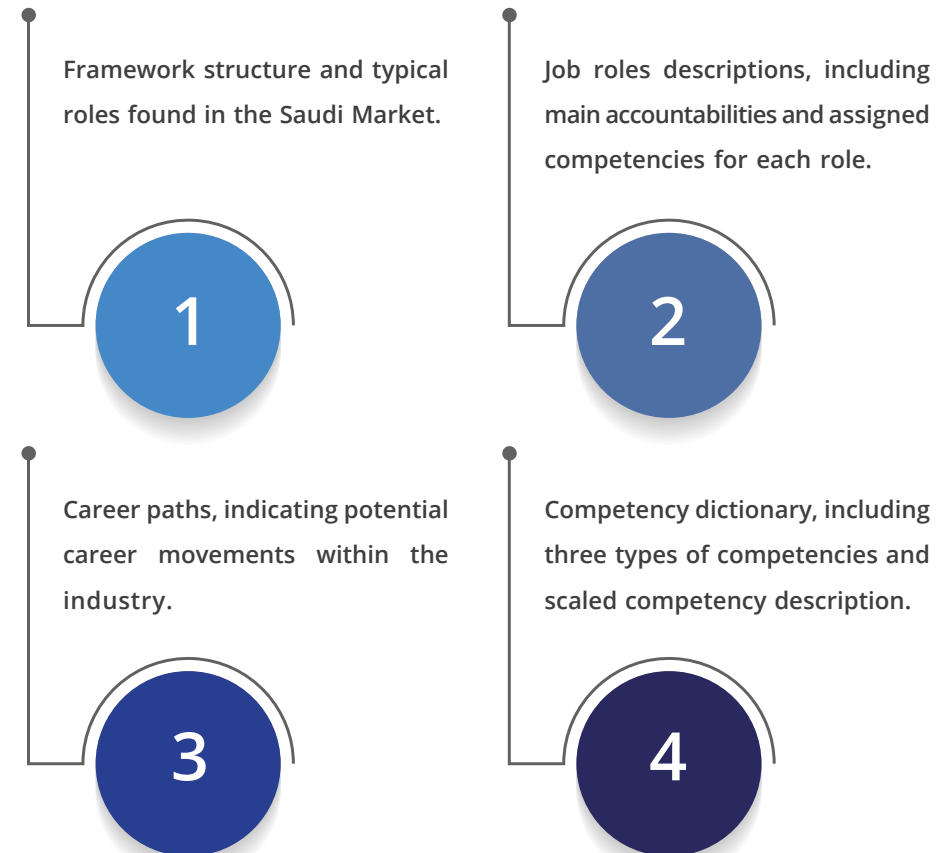 Framework structure and typical
roles found in the Saudi Market.
1
Job roles descriptions, including
main accountabilities and assigned
competencies for each role.
2
Career paths, indicating potential
career movements within the
industry.
3
Competency dictionary, including
three types of competencies and
scaled competency description.
4